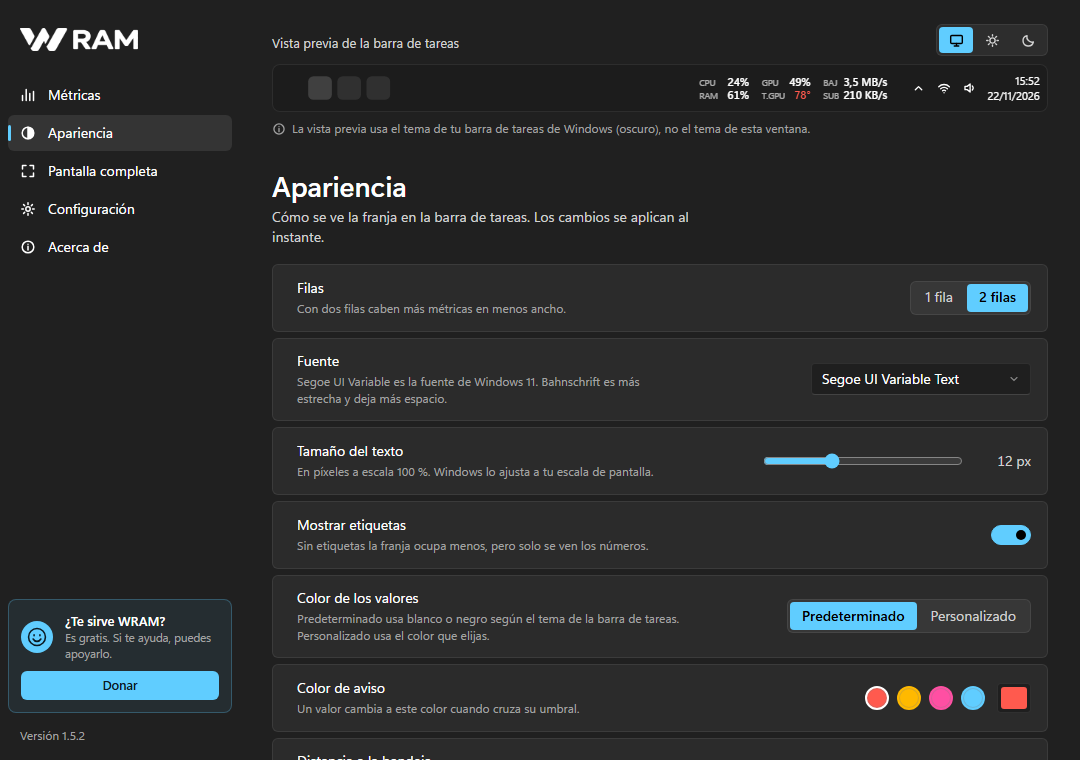 WRAM
Métricas
Apariencia
Pantalla completa
Configuración
Acerca de
¿Te sirve WRAM?
Es gratis. Si te ayuda, puedes
apoyarlo.
Donar
Versión 1.5.2
Vista previa de la barra de tareas
CPU 24% GPU 49% BAJ 3,5 MB/s
RAM 61% T.GPU 78° SUB 210 KB/s
15:52
22/11/2026
La vista previa usa el tema de tu barra de tareas de Windows (oscuro), no el tema de esta ventana.
Apariencia
Cómo se ve la franja en la barra de tareas. Los cambios se aplican al
instante.
Filas
Con dos filas caben más métricas en menos ancho.
1 fila 2 filas
Fuente
Segoe UI Variable es la fuente de Windows 11. Bahnschrift es más
estrecha y deja más espacio.
Segoe UI Variable Text
Tamaño del texto
En píxeles a escala 100 %. Windows lo ajusta a tu escala de pantalla.
12 px
Mostrar etiquetas
Sin etiquetas la franja ocupa menos, pero solo se ven los números.
Color de los valores
Predeterminado usa blanco o negro según el tema de la barra de tareas.
Personalizado usa el color que elijas.
Predeterminado Personalizado
Color de aviso
Un valor cambia a este color cuando cruza su umbral.
Distancia a la bandeja